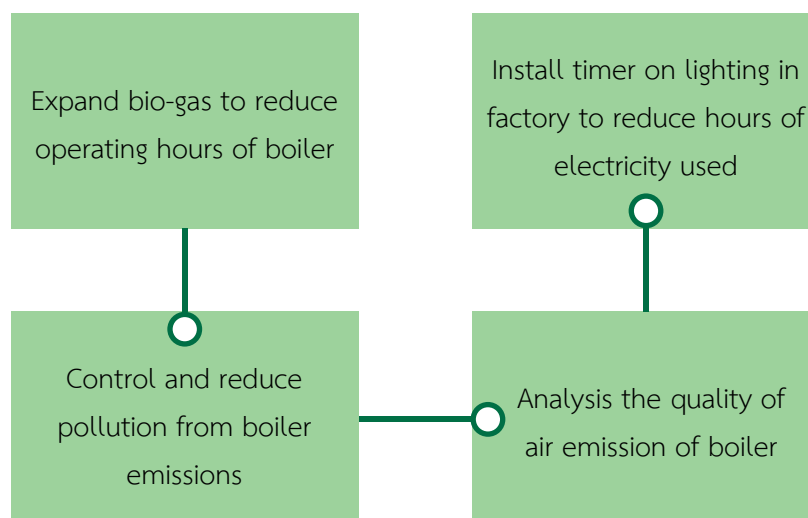 Expand bio-gas to reduce
operating hours of boiler
Control and reduce
pollution from boiler
emissions
Analysis the quality of
air emission of boiler
Install timer on lighting in
factory to reduce hours of
electricity used